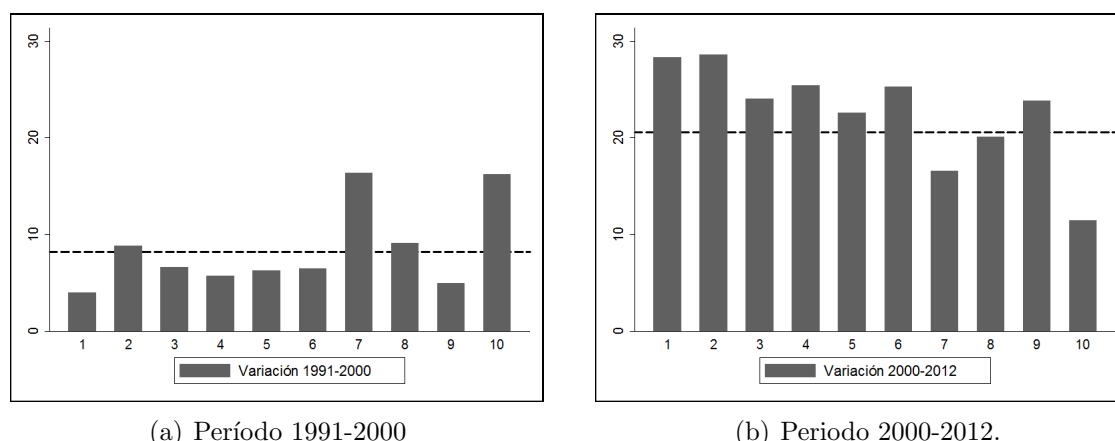 30
20
10
0
1 2 3 4 5 6 7 8 9 10
Variación 1991-2000
(a) Período 1991-2000
30
20
10
0
1 2 3 4 5 6 7 8 9 10
Variación 2000-2012
(b) Periodo 2000-2012.